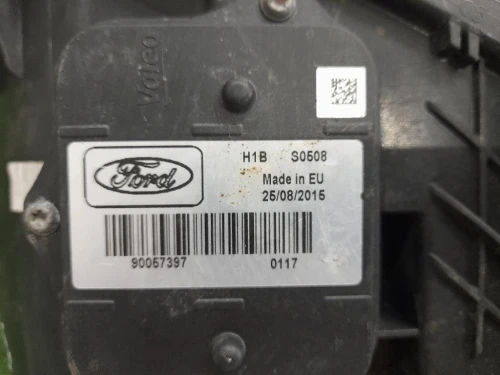 Valeo
Ford
H1B S0508
Made in EU
25/08/2015
90057397 0117